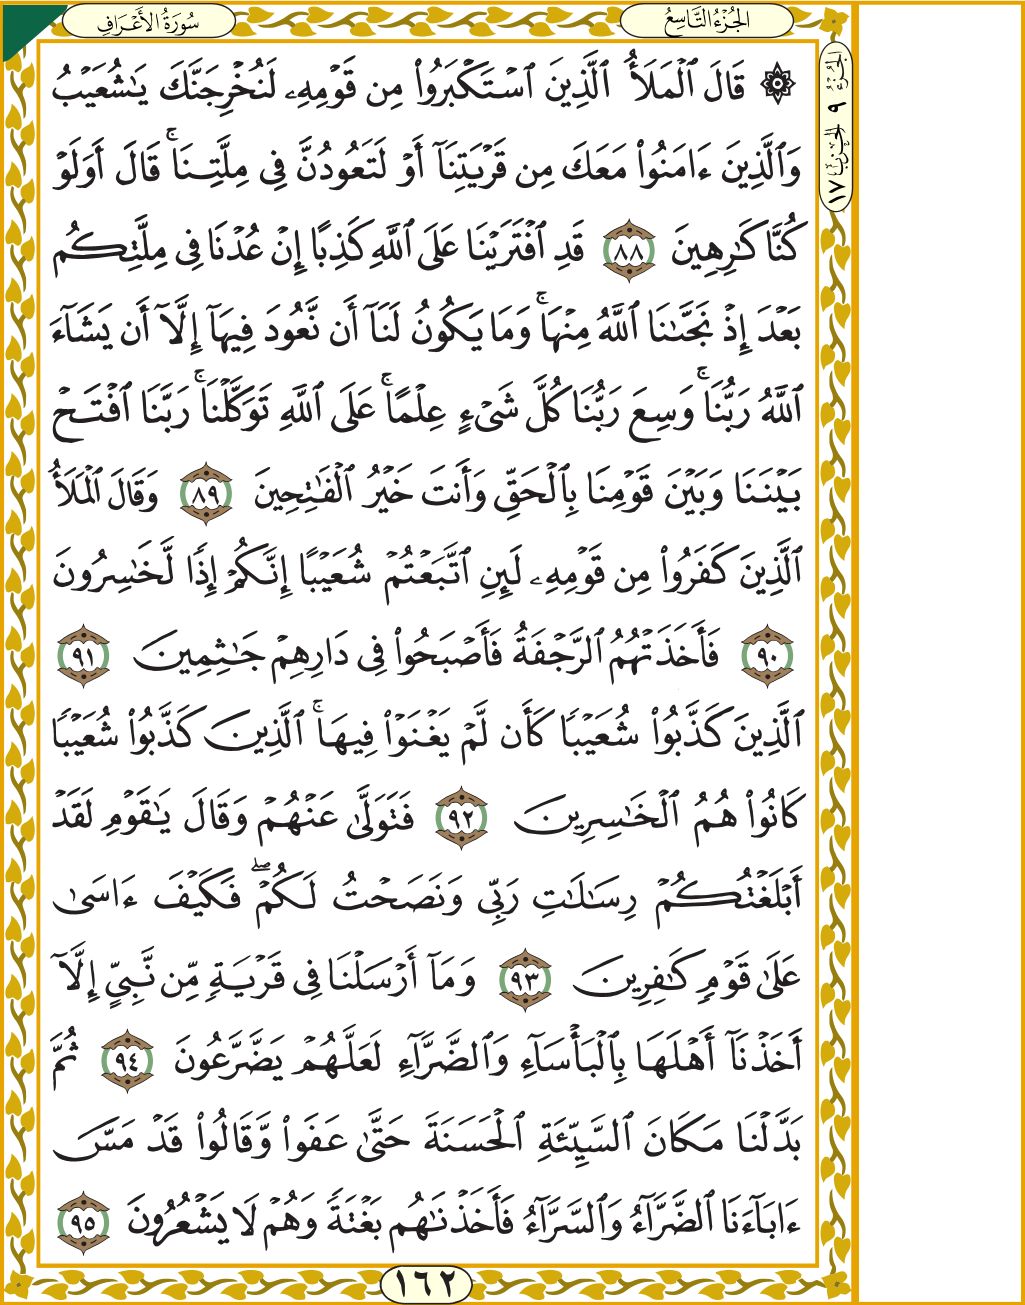 سُورَةُ الأَعْرَافِ
الجُزْءُ التَّاسِعُ
الجُزْءُ ٩ الحِزْبُ ١٧
۞ قَالَ ٱلْمَلَأُ ٱلَّذِينَ ٱسْتَكْبَرُوا۟ مِن قَوْمِهِۦ لَنُخْرِجَنَّكَ يَـٰشُعَيْبُ
وَٱلَّذِينَ ءَامَنُوا۟ مَعَكَ مِن قَرْيَتِنَآ أَوْ لَتَعُودُنَّ فِى مِلَّتِنَا ۚ قَالَ أَوَلَوْ
كُنَّا كَـٰرِهِينَ ٨٨ قَدِ ٱفْتَرَيْنَا عَلَى ٱللَّهِ كَذِبًا إِنْ عُدْنَا فِى مِلَّتِكُم
بَعْدَ إِذْ نَجَّىٰنَا ٱللَّهُ مِنْهَا ۚ وَمَا يَكُونُ لَنَآ أَن نَّعُودَ فِيهَآ إِلَّآ أَن يَشَآءَ
ٱللَّهُ رَبُّنَا ۚ وَسِعَ رَبُّنَا كُلَّ شَىْءٍ عِلْمًا ۚ عَلَى ٱللَّهِ تَوَكَّلْنَا ۚ رَبَّنَا ٱفْتَحْ
بَيْنَنَا وَبَيْنَ قَوْمِنَا بِٱلْحَقِّ وَأَنتَ خَيْرُ ٱلْفَـٰتِحِينَ ٨٩ وَقَالَ ٱلْمَلَأُ
ٱلَّذِينَ كَفَرُوا۟ مِن قَوْمِهِۦ لَئِنِ ٱتَّبَعْتُمْ شُعَيْبًا إِنَّكُمْ إِذًا لَّخَـٰسِرُونَ
٩٠ فَأَخَذَتْهُمُ ٱلرَّجْفَةُ فَأَصْبَحُوا۟ فِى دَارِهِمْ جَـٰثِمِينَ ٩١
ٱلَّذِينَ كَذَّبُوا۟ شُعَيْبًا كَأَن لَّمْ يَغْنَوْا۟ فِيهَا ۚ ٱلَّذِينَ كَذَّبُوا۟ شُعَيْبًا
كَانُوا۟ هُمُ ٱلْخَـٰسِرِينَ ٩٢ فَتَوَلَّىٰ عَنْهُمْ وَقَالَ يَـٰقَوْمِ لَقَدْ
أَبْلَغْتُكُمْ رِسَـٰلَـٰتِ رَبِّى وَنَصَحْتُ لَكُمْ ۖ فَكَيْفَ ءَاسَىٰ
عَلَىٰ قَوْمٍ كَـٰفِرِينَ ٩٣ وَمَآ أَرْسَلْنَا فِى قَرْيَةٍ مِّن نَّبِىٍّ إِلَّآ
أَخَذْنَآ أَهْلَهَا بِٱلْبَأْسَآءِ وَٱلضَّرَّآءِ لَعَلَّهُمْ يَضَّرَّعُونَ ٩٤ ثُمَّ
بَدَّلْنَا مَكَانَ ٱلسَّيِّئَةِ ٱلْحَسَنَةَ حَتَّىٰ عَفَوا۟ وَّقَالُوا۟ قَدْ مَسَّ
ءَابَآءَنَا ٱلضَّرَّآءُ وَٱلسَّرَّآءُ فَأَخَذْنَـٰهُم بَغْتَةً وَهُمْ لَا يَشْعُرُونَ ٩٥
١٦٢